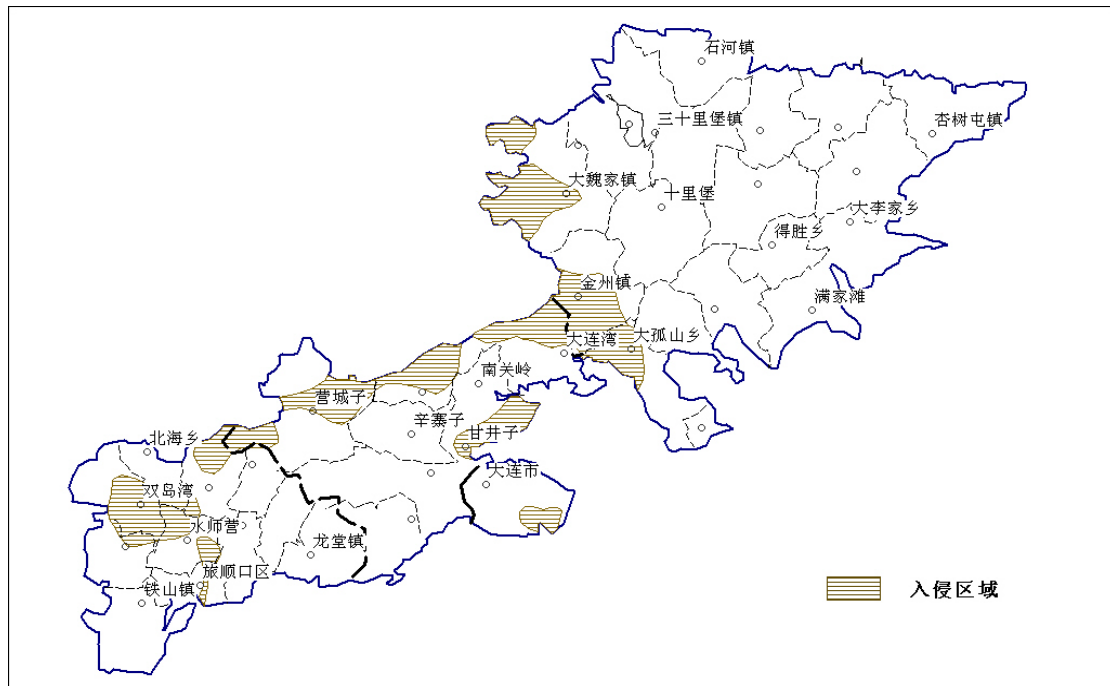 石河镇
三十里堡镇
杏树屯镇
大魏家镇
十里堡
大李家乡
得胜乡
金州镇
满家滩
大连湾
大孤山乡
南关岭
营城子
辛寨子
甘井子
北海乡
大连市
双岛湾
水师营
龙堂镇
旅顺口区
铁山镇
入侵区域